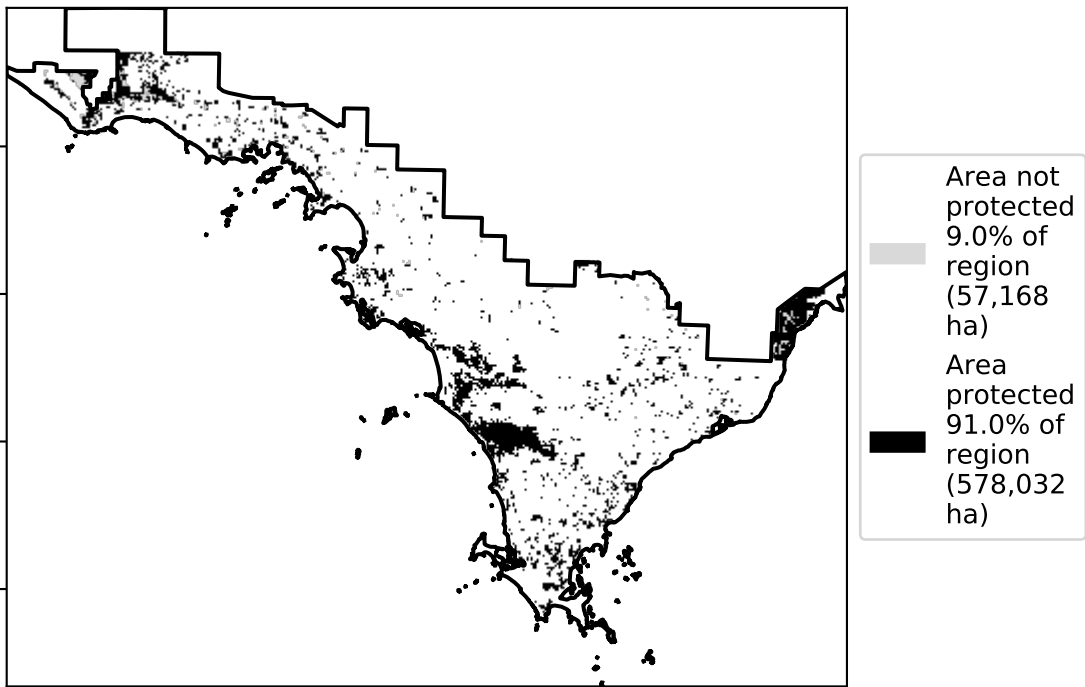 Area not
protected
9.0% of
region
(57,168
ha)
Area
protected
91.0% of
region
(578,032
ha)